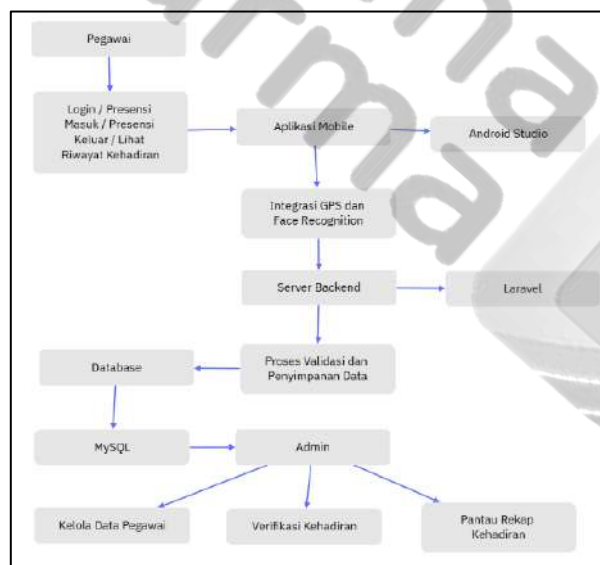 Pegawai
Login / Presensi
Masuk / Presensi
Keluar / Lihat
Riwayat Kehadiran
Aplikasi Mobile
Android Studio
Integrasi GPS dan
Face Recognition
Server Backend
Laravel
Database
Proses Validasi dan
Penyimpanan Data
MySQL
Admin
Kelola Data Pegawai
Verifikasi Kehadiran
Pantau Rekap
Kehadiran